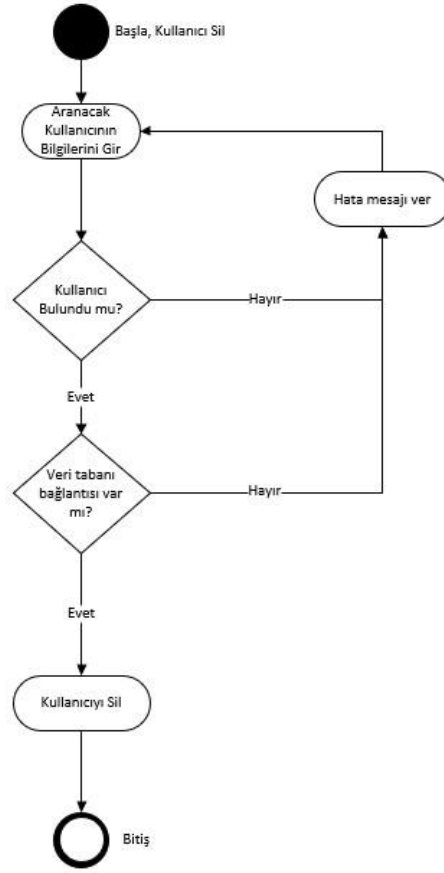 Başla, Kullanıcı Sil
Aranacak
Kullanıcının
Bilgilerini Gir
Hata mesajı ver
Kullanıcı
Bulundu mu?
Hayır
Evet
Veri tabanı
bağlantısı var
mı?
Hayır
Evet
Kullanıcıyı Sil
Bitiş